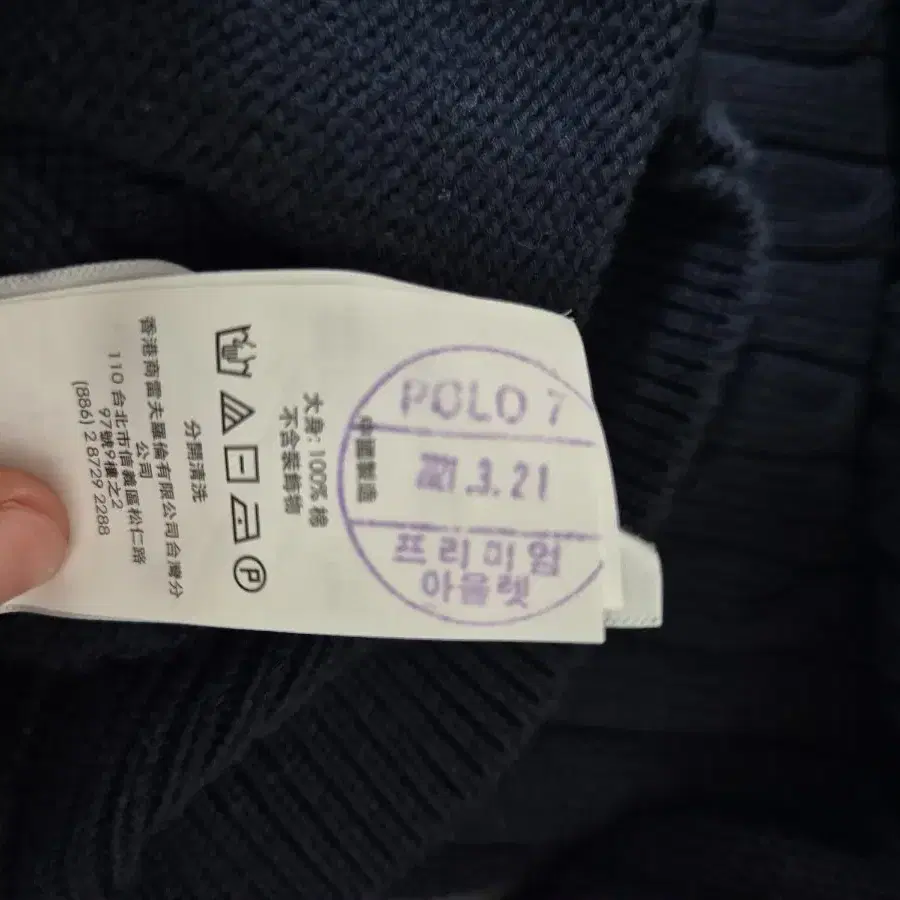 POLO 7
2021.3.21
프리미엄
아울렛
中國製造
大身: 100% 棉
不含裝飾物
P
分開清洗
香港商雷夫羅倫有限公司台灣分
公司
110 台北市信義區松仁路
97號9樓之2
(886) 2 8729 2288